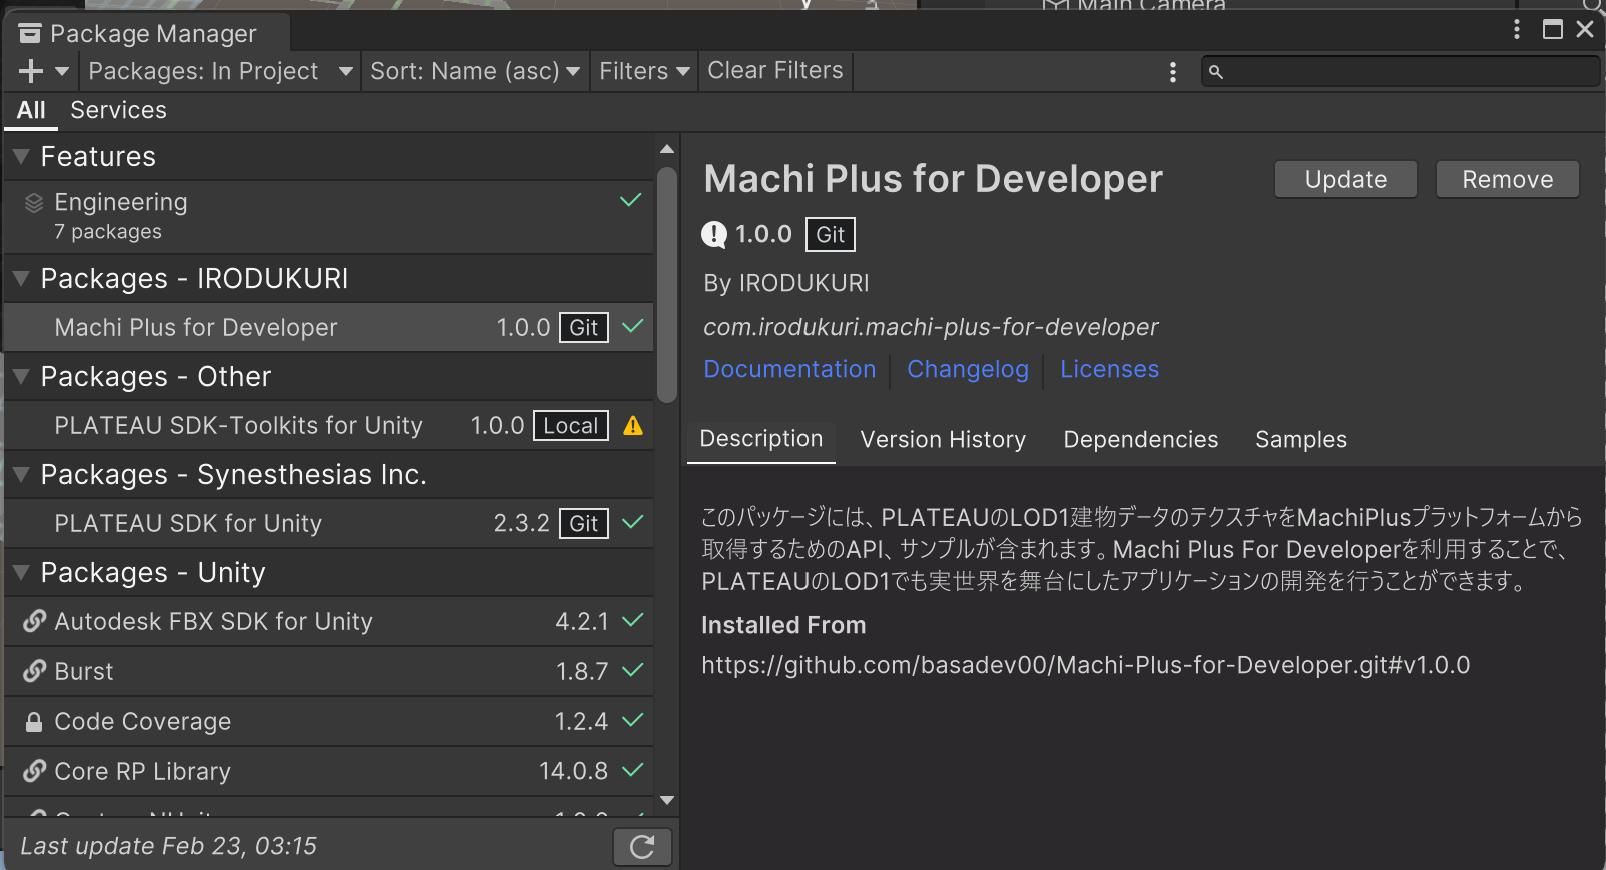 Main Camera
Package Manager
Packages: In Project
Sort: Name (asc)
Filters
Clear Filters
All
Services
Features
Engineering
7 packages
Packages - IRODUKURI
Machi Plus for Developer 1.0.0 Git
Packages - Other
PLATEAU SDK-Toolkits for Unity 1.0.0 Local
Packages - Synesthesias Inc.
PLATEAU SDK for Unity 2.3.2 Git
Packages - Unity
Autodesk FBX SDK for Unity 4.2.1
Burst 1.8.7
Code Coverage 1.2.4
Core RP Library 14.0.8
Last update Feb 23, 03:15
Machi Plus for Developer
Update
Remove
1.0.0 Git
By IRODUKURI
com.irodukuri.machi-plus-for-developer
Documentation
Changelog
Licenses
Description
Version History
Dependencies
Samples
このパッケージには、PLATEAUのLOD1建物データのテクスチャをMachiPlusプラットフォームから
取得するためのAPI、サンプルが含まれます。Machi Plus For Developerを利用することで、
PLATEAUのLOD1でも実世界を舞台にしたアプリケーションの開発を行うことができます。
Installed From
https://github.com/basadev00/Machi-Plus-for-Developer.git#v1.0.0